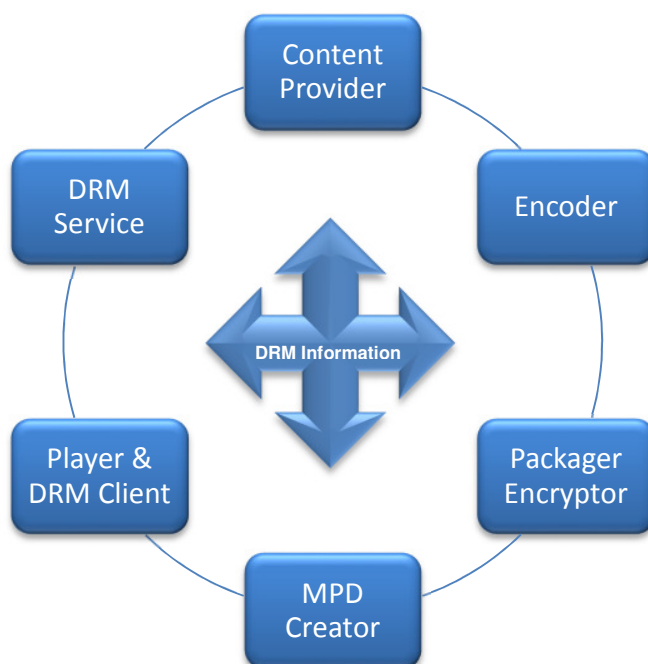 Content
Provider
DRM
Service
Encoder
DRM Information
Player &
DRM Client
Packager
Encryptor
MPD
Creator